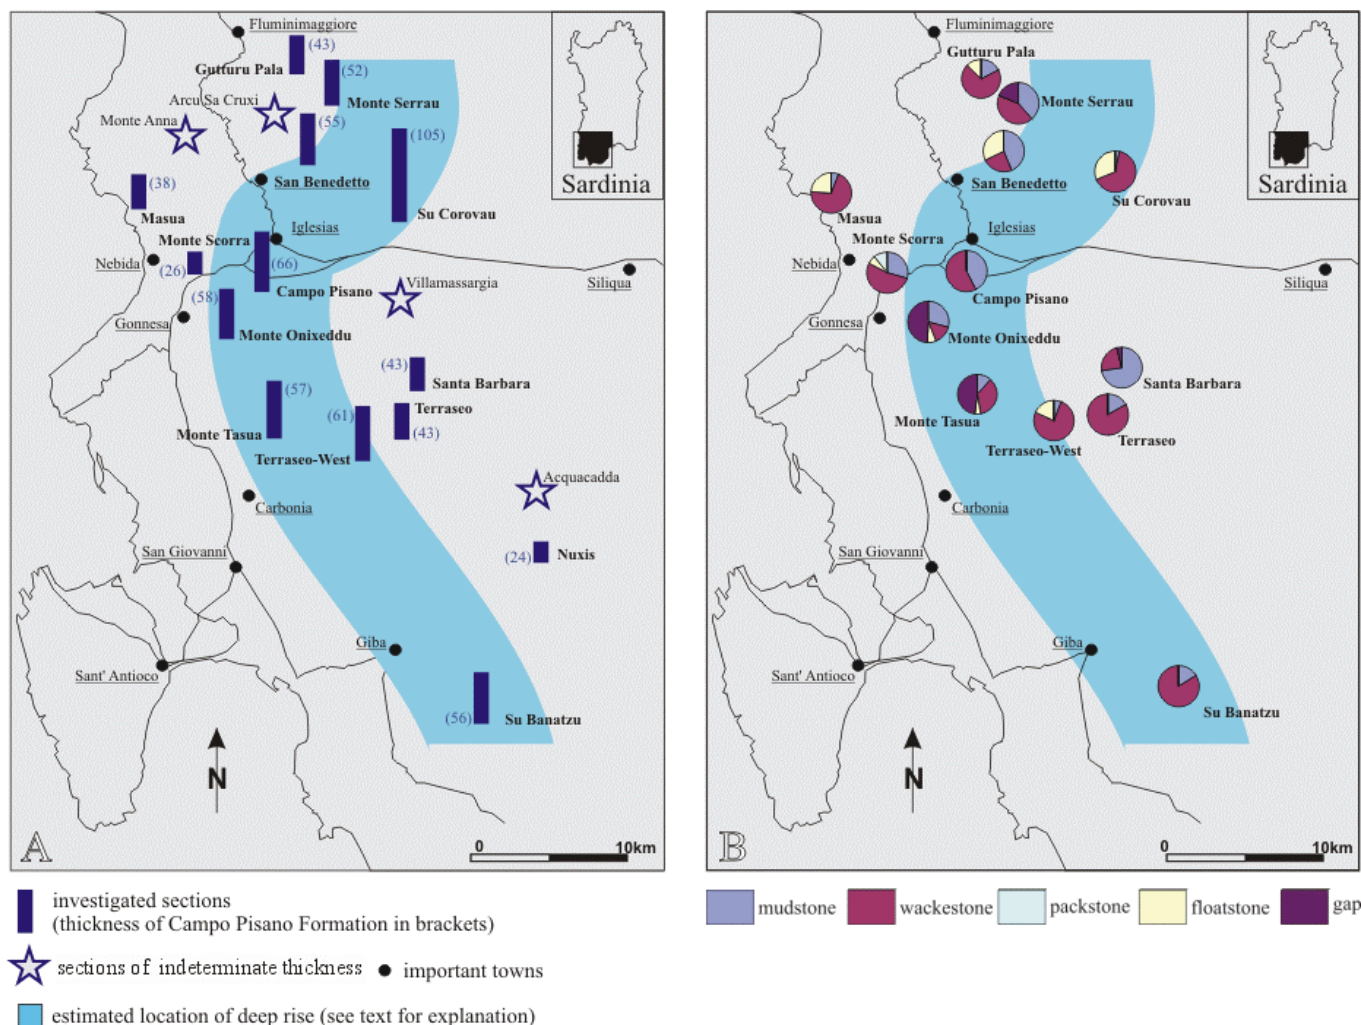 Fluminimaggiore
(43)
Gutturu Pala
(52)
Arcu Sa Cruxi
Monte Serrau
Monte Anna
(55)
(105)
Sardinia
San Benedetto
(38)
Masua
Su Corovau
Iglesias
Monte Scorra
Nebida
(26)
(66)
Villamassargia
Siliqua
(58)
Campo Pisano
Gonnesa
Monte Onixeddu
(43)
Santa Barbara
(57)
Terraseo
(61)
(43)
Monte Tasua
Terraseo-West
Acquacadda
Carbonia
San Giovanni
(24)
Nuxis
Giba
Sant' Antioco
(56)
Su Banatzu
N
A
0
10km
Fluminimaggiore
Gutturu Pala
Monte Serrau
Sardinia
San Benedetto
Su Corovau
Masua
Iglesias
Monte Scorra
Nebida
Siliqua
Campo Pisano
Gonnesa
Monte Onixeddu
Santa Barbara
Monte Tasua
Terraseo
Terraseo-West
Carbonia
San Giovanni
Giba
Sant' Antioco
Su Banatzu
N
B
0
10km
investigated sections
(thickness of Campo Pisano Formation in brackets)
sections of indeterminate thickness
important towns
estimated location of deep rise (see text for explanation)
mudstone
wackestone
packstone
floatstone
gap